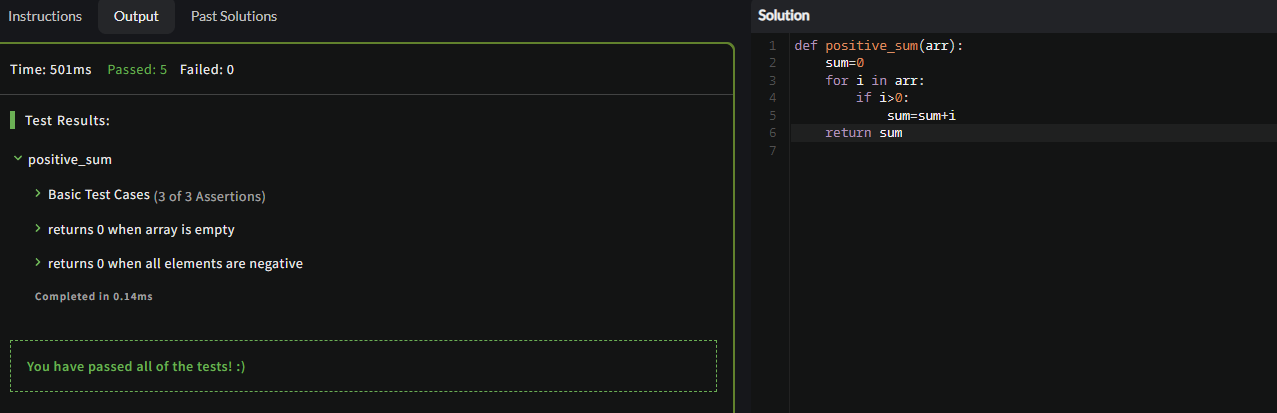 Instructions Output Past Solutions
Time: 501ms Passed: 5 Failed: 0
Test Results:
positive_sum
Basic Test Cases (3 of 3 Assertions)
returns 0 when array is empty
returns 0 when all elements are negative
Completed in 0.14ms
You have passed all of the tests! :)
Solution
1 def positive_sum(arr):
2     sum=0
3     for i in arr:
4         if i>0:
5             sum=sum+i
6     return sum
7